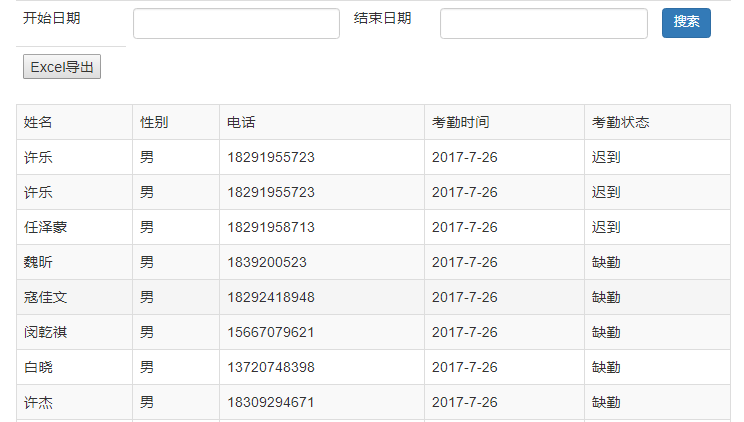 开始日期 结束日期 搜索
Excel导出
姓名 性别 电话 考勤时间 考勤状态
许乐 男 18291955723 2017-7-26 迟到
许乐 男 18291955723 2017-7-26 迟到
任泽蒙 男 18291958713 2017-7-26 迟到
魏昕 男 1839200523 2017-7-26 缺勤
寇佳文 男 18292418948 2017-7-26 缺勤
闵乾祺 男 15667079621 2017-7-26 缺勤
白晓 男 13720748398 2017-7-26 缺勤
许杰 男 18309294671 2017-7-26 缺勤